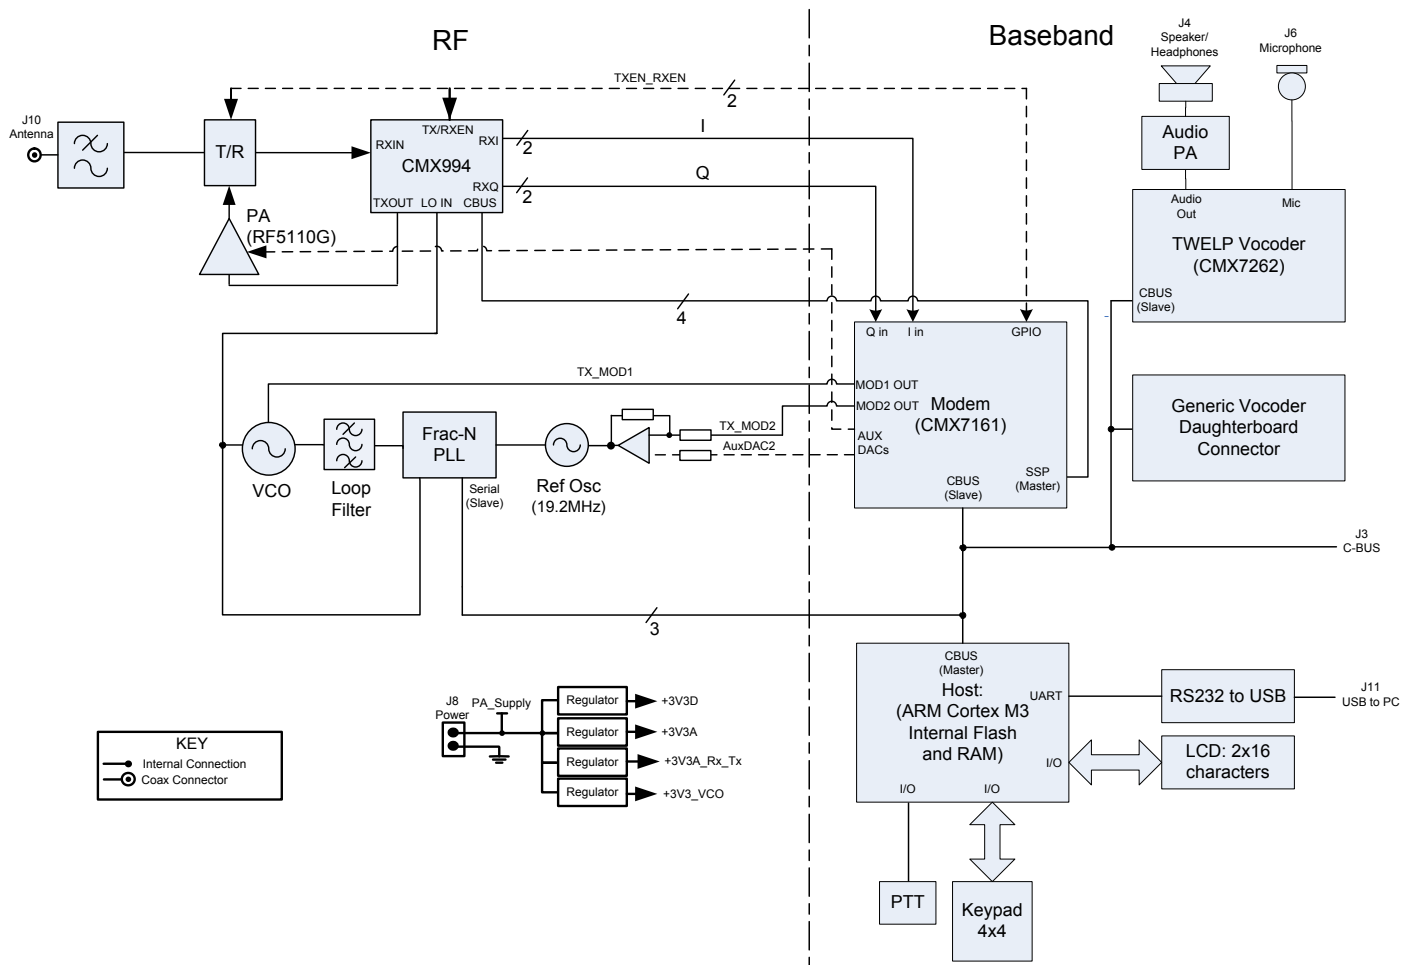 RF
Baseband
J4
Speaker/
Headphones
J6
Microphone
TXEN_RXEN
2
J10
Antenna
T/R
TX/RXEN
RXIN
RXI
CMX994
RXQ
TXOUT
LO IN
CBUS
I
2
Q
2
Audio
PA
Audio
Out
Mic
TWELP Vocoder
(CMX7262)
CBUS
(Slave)
PA
(RF5110G)
4
Q in
I in
GPIO
TX_MOD1
MOD1 OUT
MOD2 OUT
Modem
(CMX7161)
AUX
DACs
SSP
(Master)
CBUS
(Slave)
TX_MOD2
AuxDAC2
Generic Vocoder
Daughterboard
Connector
VCO
Loop
Filter
Frac-N
PLL
Serial
(Slave)
Ref Osc
(19.2MHz)
J3
C-BUS
3
CBUS
(Master)
Host:
(ARM Cortex M3
Internal Flash
and RAM)
UART
I/O
I/O
I/O
RS232 to USB
J11
USB to PC
LCD: 2x16
characters
PTT
Keypad
4x4
J8
Power
PA_Supply
Regulator
+3V3D
Regulator
+3V3A
Regulator
+3V3A_Rx_Tx
Regulator
+3V3_VCO
KEY
Internal Connection
Coax Connector